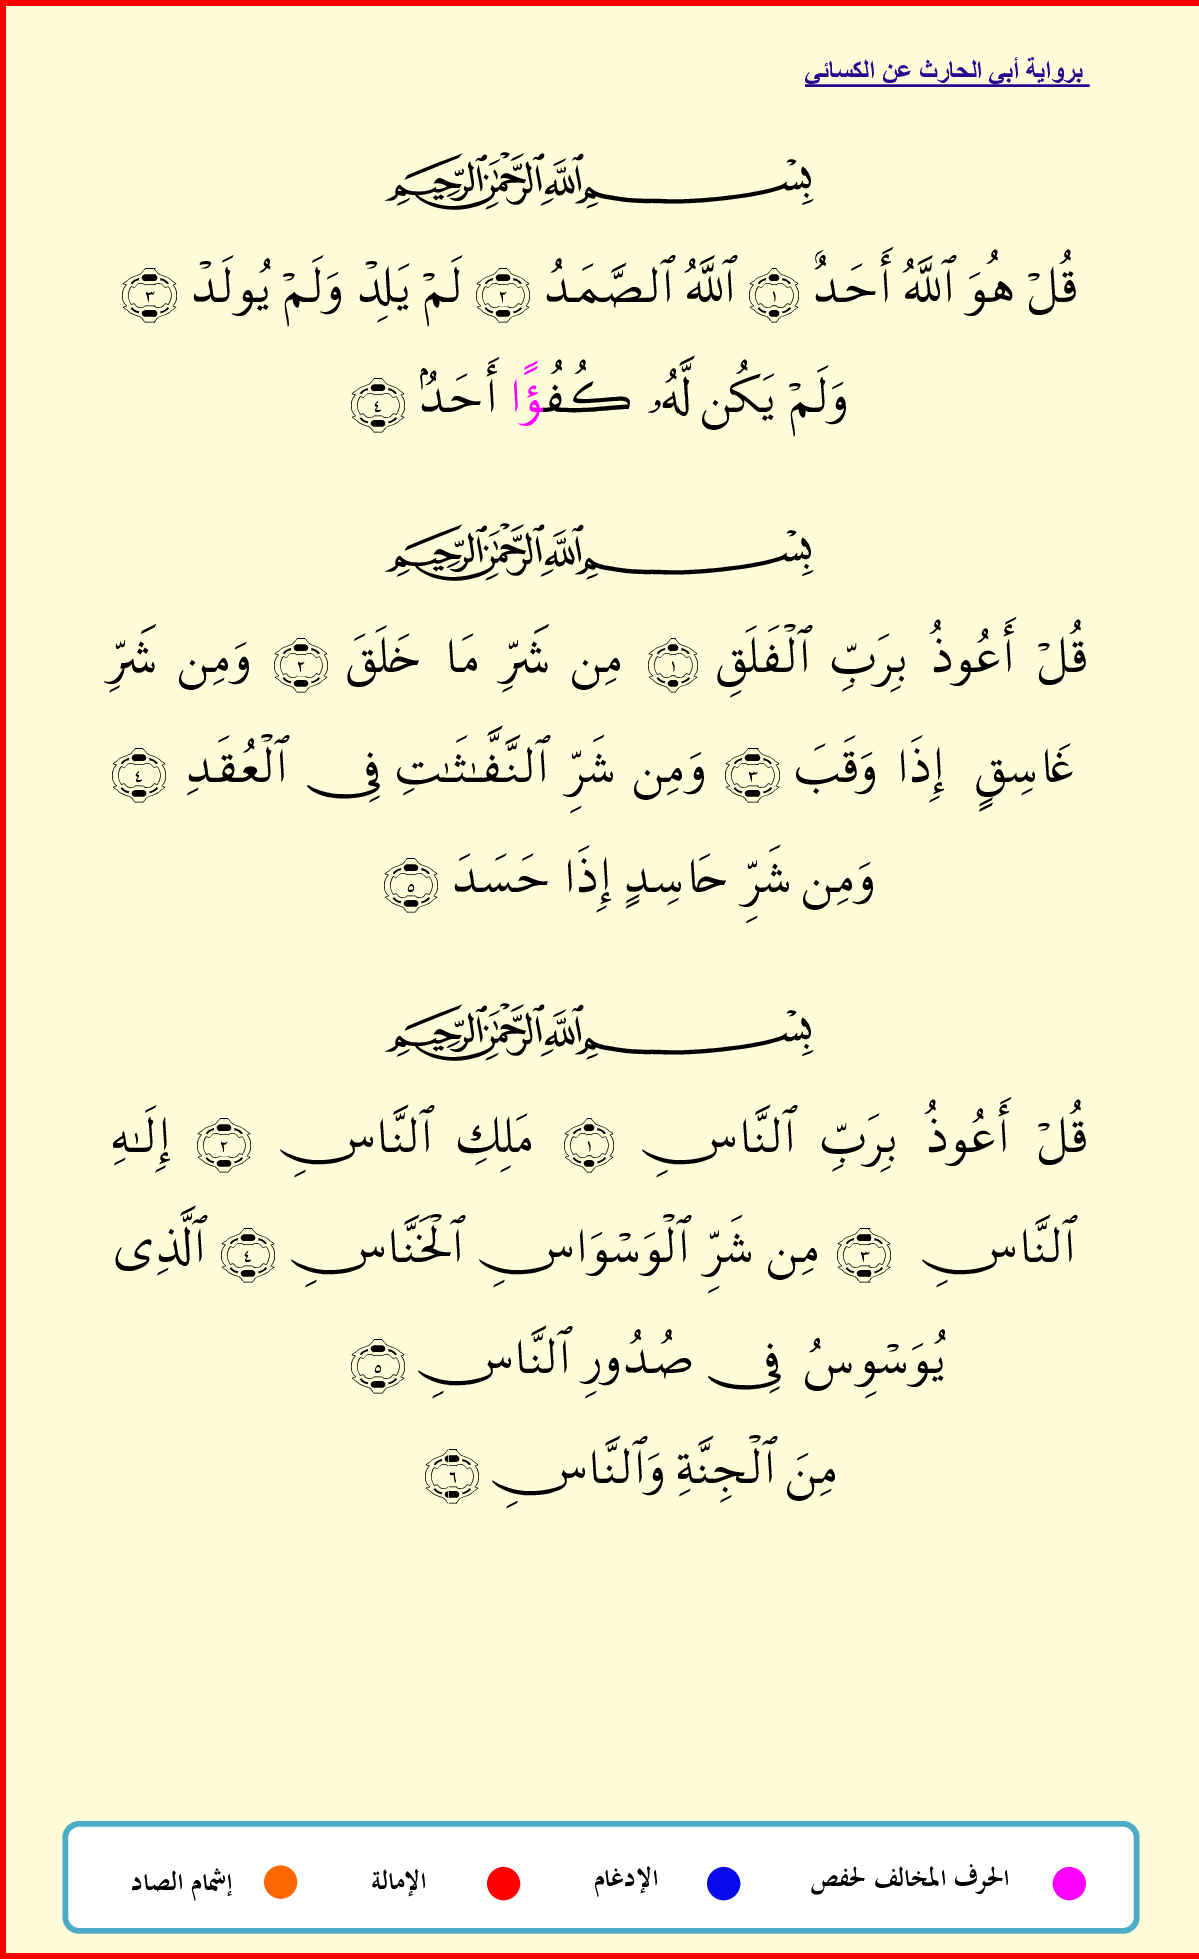 برواية أبي الحارث عن الكسائي
بِسْمِ ٱللَّهِ ٱلرَّحْمَٰنِ ٱلرَّحِيمِ
قُلۡ هُوَ ٱللَّهُ أَحَدٌ ١ ٱللَّهُ ٱلصَّمَدُ ٢ لَمۡ يَلِدۡ وَلَمۡ يُولَدۡ ٣
وَلَمۡ يَكُن لَّهُۥ كُفُؤًا أَحَدُۢ ٤
بِسْمِ ٱللَّهِ ٱلرَّحْمَٰنِ ٱلرَّحِيمِ
قُلۡ أَعُوذُ بِرَبِّ ٱلۡفَلَقِ ١ مِن شَرِّ مَا خَلَقَ ٢ وَمِن شَرِّ
غَاسِقٍ إِذَا وَقَبَ ٣ وَمِن شَرِّ ٱلنَّفَّٰثَٰتِ فِى ٱلۡعُقَدِ ٤
وَمِن شَرِّ حَاسِدٍ إِذَا حَسَدَ ٥
بِسْمِ ٱللَّهِ ٱلرَّحْمَٰنِ ٱلرَّحِيمِ
قُلۡ أَعُوذُ بِرَبِّ ٱلنَّاسِ ١ مَلِكِ ٱلنَّاسِ ٢ إِلَٰهِ
ٱلنَّاسِ ٣ مِن شَرِّ ٱلۡوَسۡوَاسِ ٱلۡخَنَّاسِ ٤ ٱلَّذِى
يُوَسۡوِسُ فِى صُدُورِ ٱلنَّاسِ ٥
مِنَ ٱلۡجِنَّةِ وَٱلنَّاسِ ٦
الحرف المخالف لحفص الإدغام الإمالة إشمام الصاد